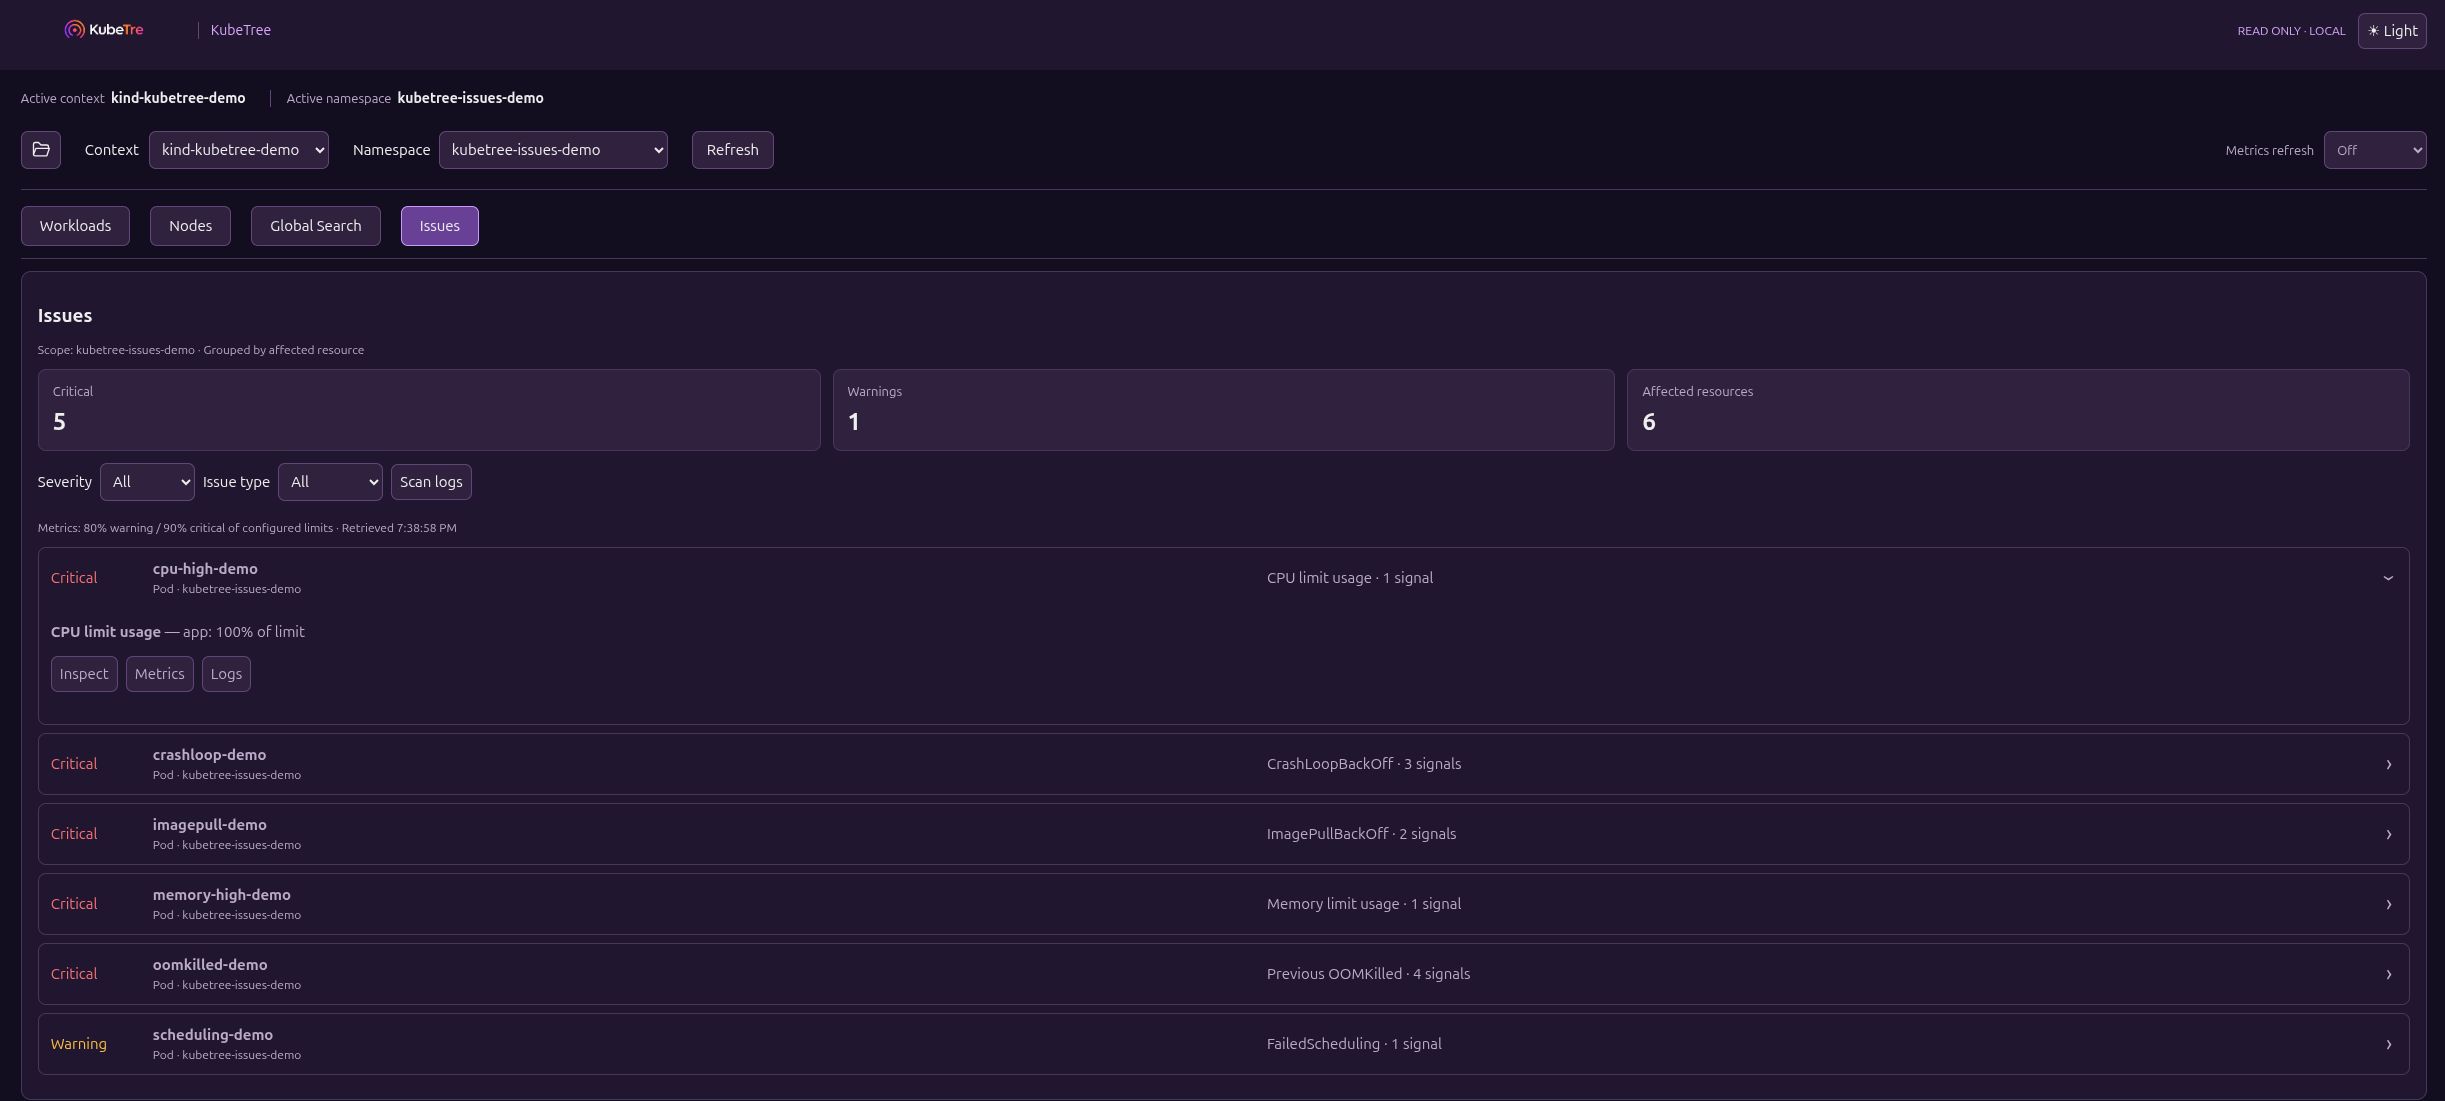 KubeTre
KubeTree
READ ONLY · LOCAL
☀ Light
Active context kind-kubetree-demo
Active namespace kubetree-issues-demo
Context kind-kubetree-demo
Namespace kubetree-issues-demo
Refresh
Metrics refresh Off
Workloads
Nodes
Global Search
Issues
Issues
Scope: kubetree-issues-demo · Grouped by affected resource
Critical
5
Warnings
1
Affected resources
6
Severity All
Issue type All
Scan logs
Metrics: 80% warning / 90% critical of configured limits · Retrieved 7:38:58 PM
Critical
cpu-high-demo
Pod · kubetree-issues-demo
CPU limit usage · 1 signal
CPU limit usage — app: 100% of limit
Inspect
Metrics
Logs
Critical
crashloop-demo
Pod · kubetree-issues-demo
CrashLoopBackOff · 3 signals
Critical
imagepull-demo
Pod · kubetree-issues-demo
ImagePullBackOff · 2 signals
Critical
memory-high-demo
Pod · kubetree-issues-demo
Memory limit usage · 1 signal
Critical
oomkilled-demo
Pod · kubetree-issues-demo
Previous OOMKilled · 4 signals
Warning
scheduling-demo
Pod · kubetree-issues-demo
FailedScheduling · 1 signal